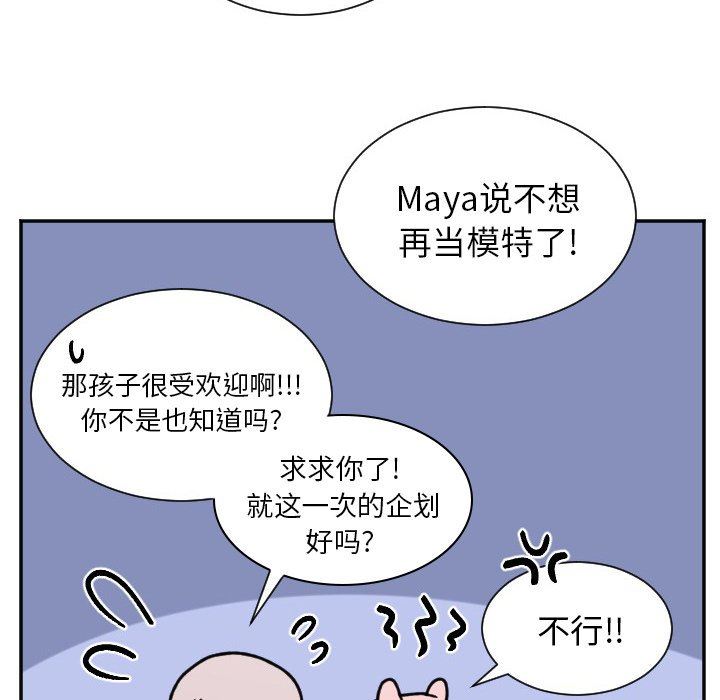 Maya说不想
再当模特了!
那孩子很受欢迎啊!!!
你不是也知道吗?
求求你了!
就这一次的企划
好吗?
不行!!